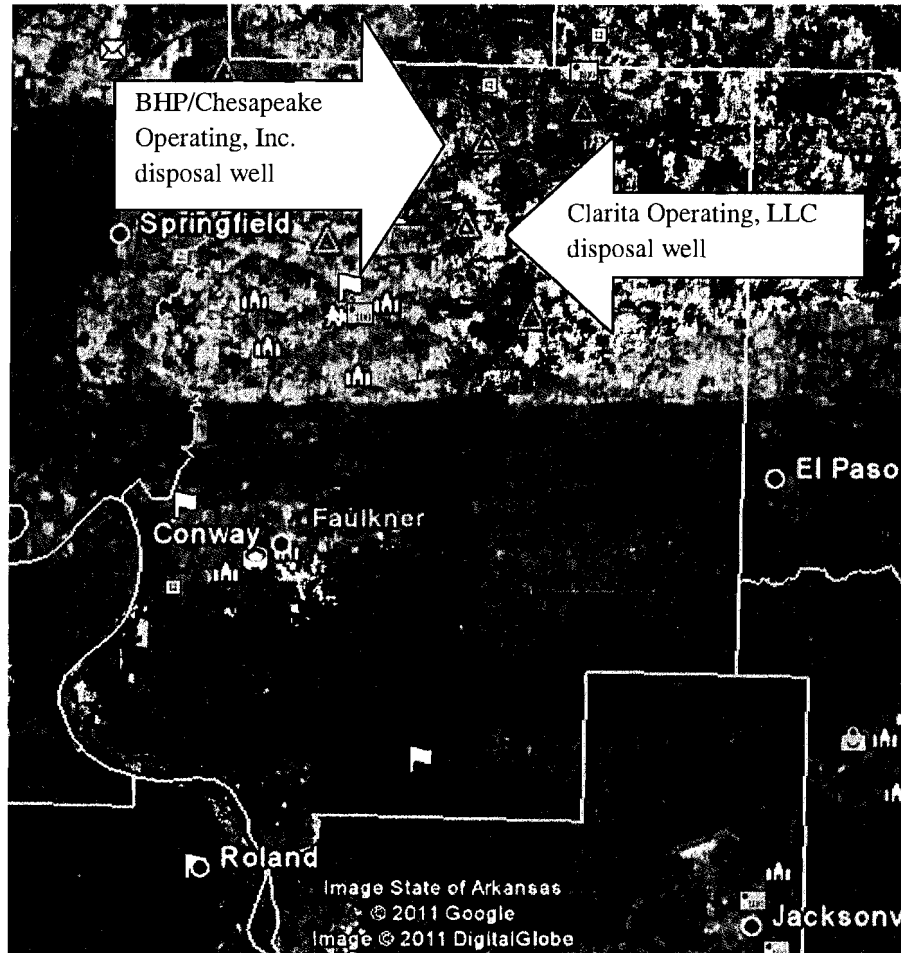 BHP/Chesapeake
Operating, Inc.
disposal well
Springfield
Clarita Operating, LLC
disposal well
El Paso
Faulkner
Conway
Roland
Image State of Arkansas
© 2011 Google
Image © 2011 DigitalGlobe
Jacksonv